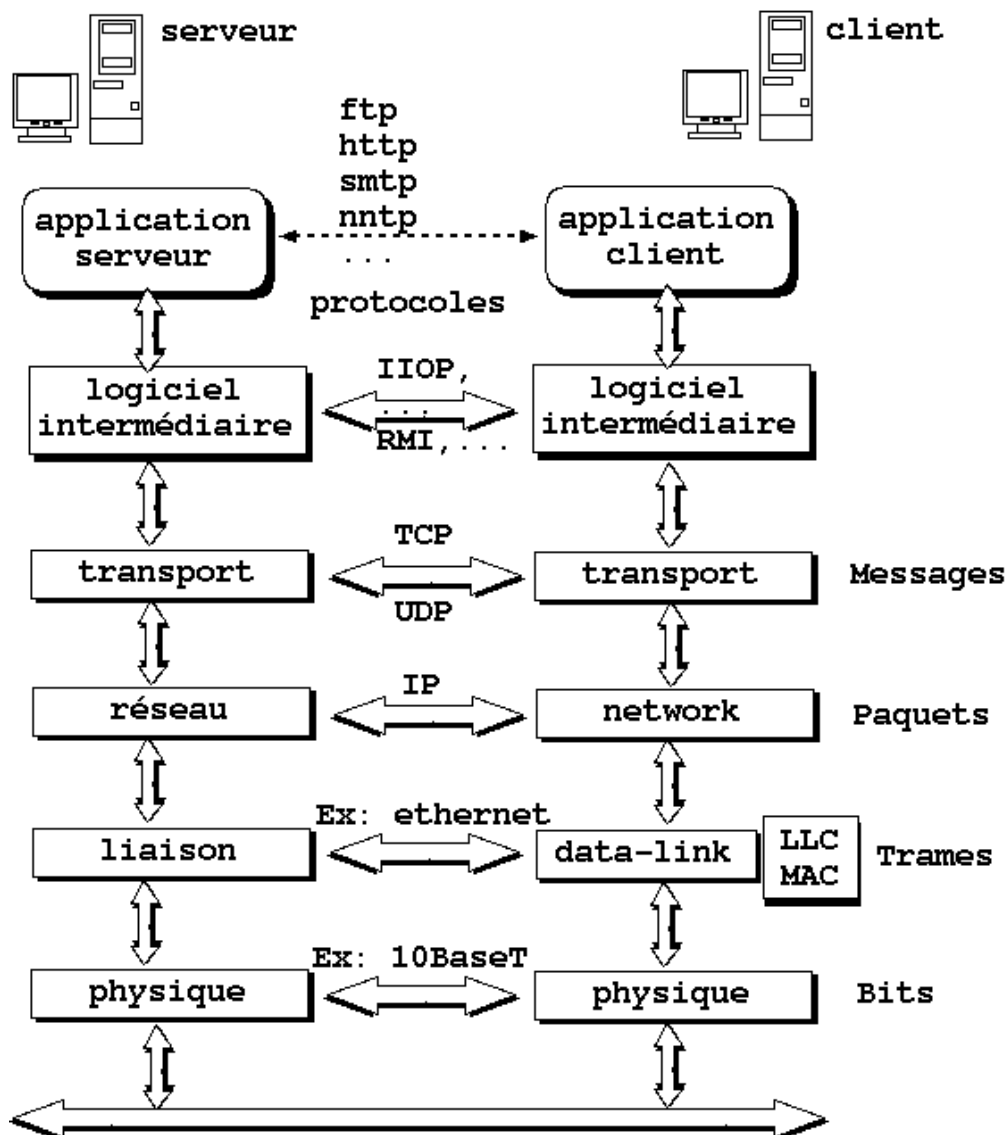 serveur
client
ftp
http
smtp
nntp
...
application
serveur
application
client
protocoles
logiciel
intermédiaire
IIOP,
...
RMI,...
logiciel
intermédiaire
transport
TCP
UDP
transport
Messages
réseau
IP
network
Paquets
liaison
Ex: ethernet
data-link
LLC
MAC
Trames
physique
Ex: 10BaseT
physique
Bits